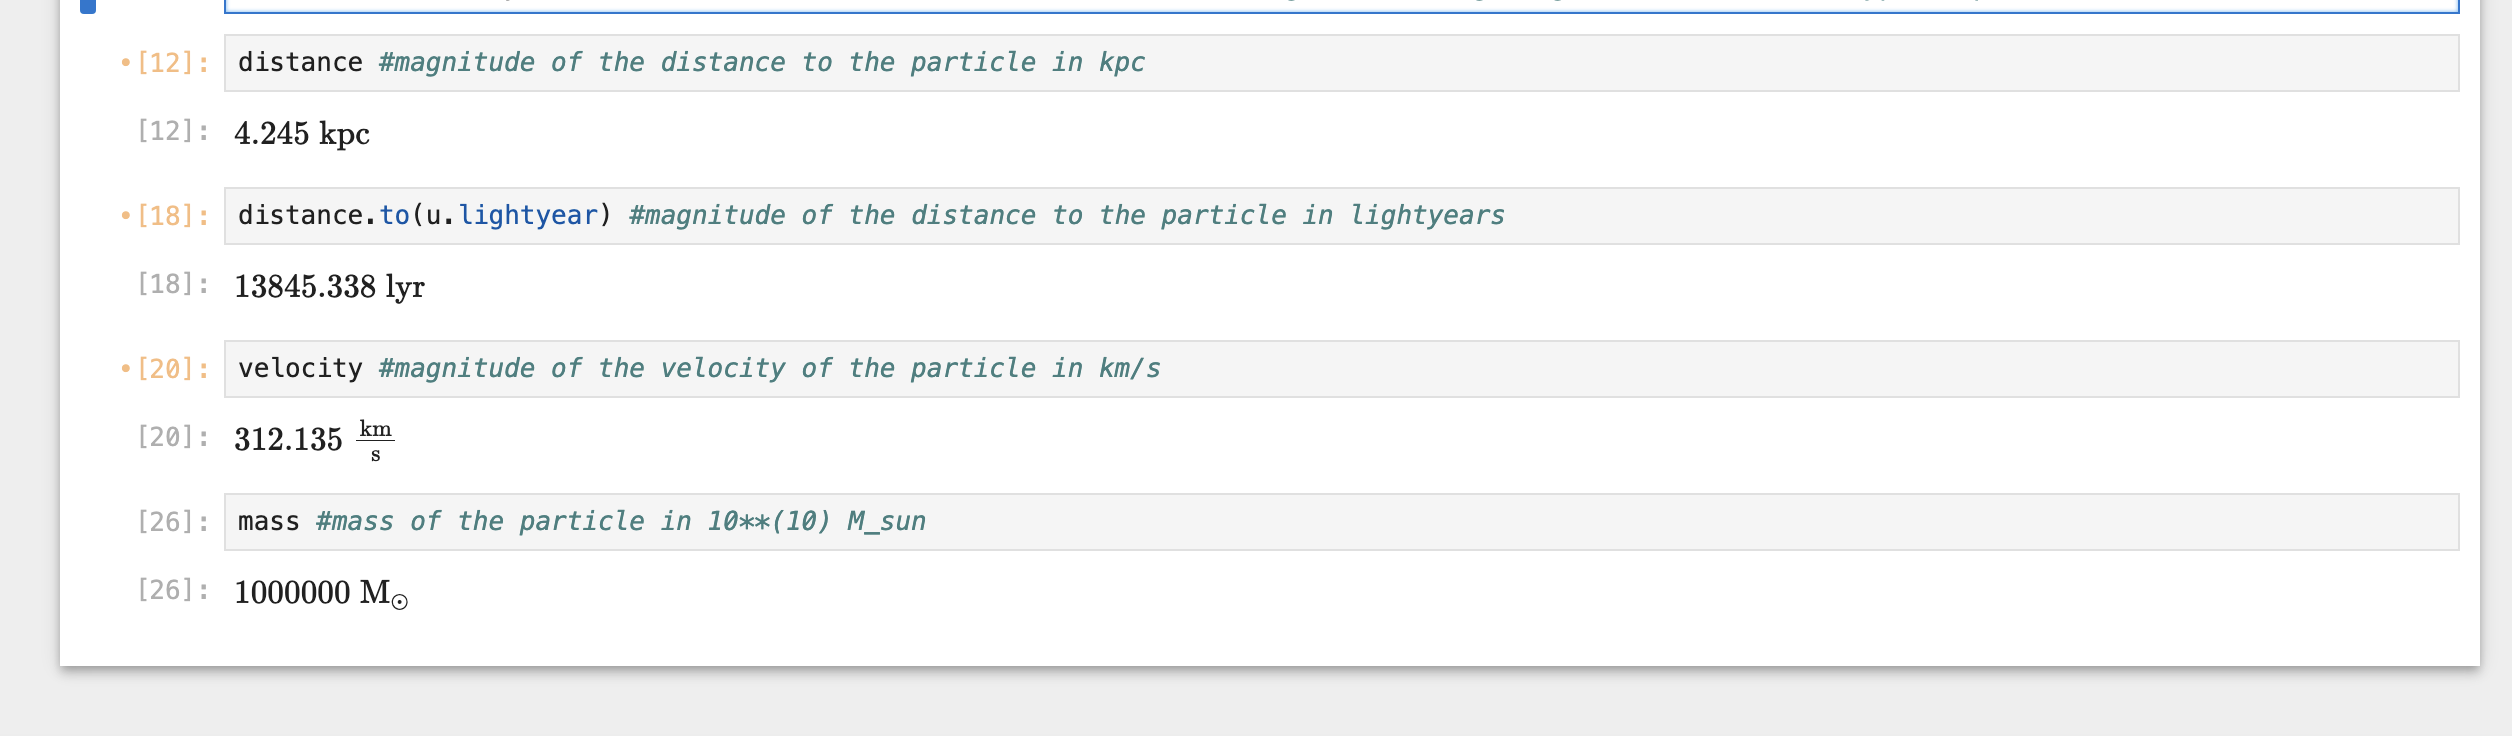 [12]: distance #magnitude of the distance to the particle in kpc
[12]: 4.245 kpc
[18]: distance.to(u.lightyear) #magnitude of the distance to the particle in lightyears
[18]: 13845.338 lyr
[20]: velocity #magnitude of the velocity of the particle in km/s
[20]: 312.135 km/s
[26]: mass #mass of the particle in 10**(10) M_sun
[26]: 1000000 M☉